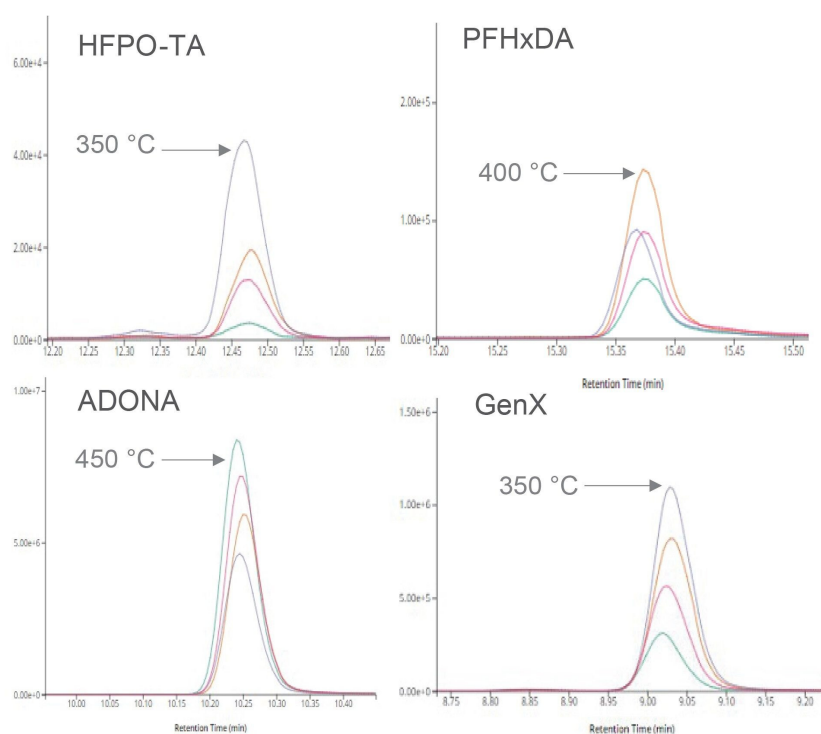 HFPO-TA
6.00e+4
350 °C
4.00e+4
2.00e+4
0.00e+0
12.20 12.25 12.30 12.35 12.40 12.45 12.50 12.55 12.60 12.65
PFHxDA
2.00e+5
400 °C
1.00e+5
0.00e+0
15.20 15.25 15.30 15.35 15.40 15.45 15.50
Retention Time (min)
ADONA
1.00e+7
450 °C
5.00e+6
0.00e+0
10.00 10.05 10.10 10.15 10.20 10.25 10.30 10.35 10.40
Retention Time (min)
GenX
1.50e+6
350 °C
1.00e+6
5.00e+5
0.00e+0
8.75 8.80 8.85 8.90 8.95 9.00 9.05 9.10 9.15 9.20
Retention Time (min)